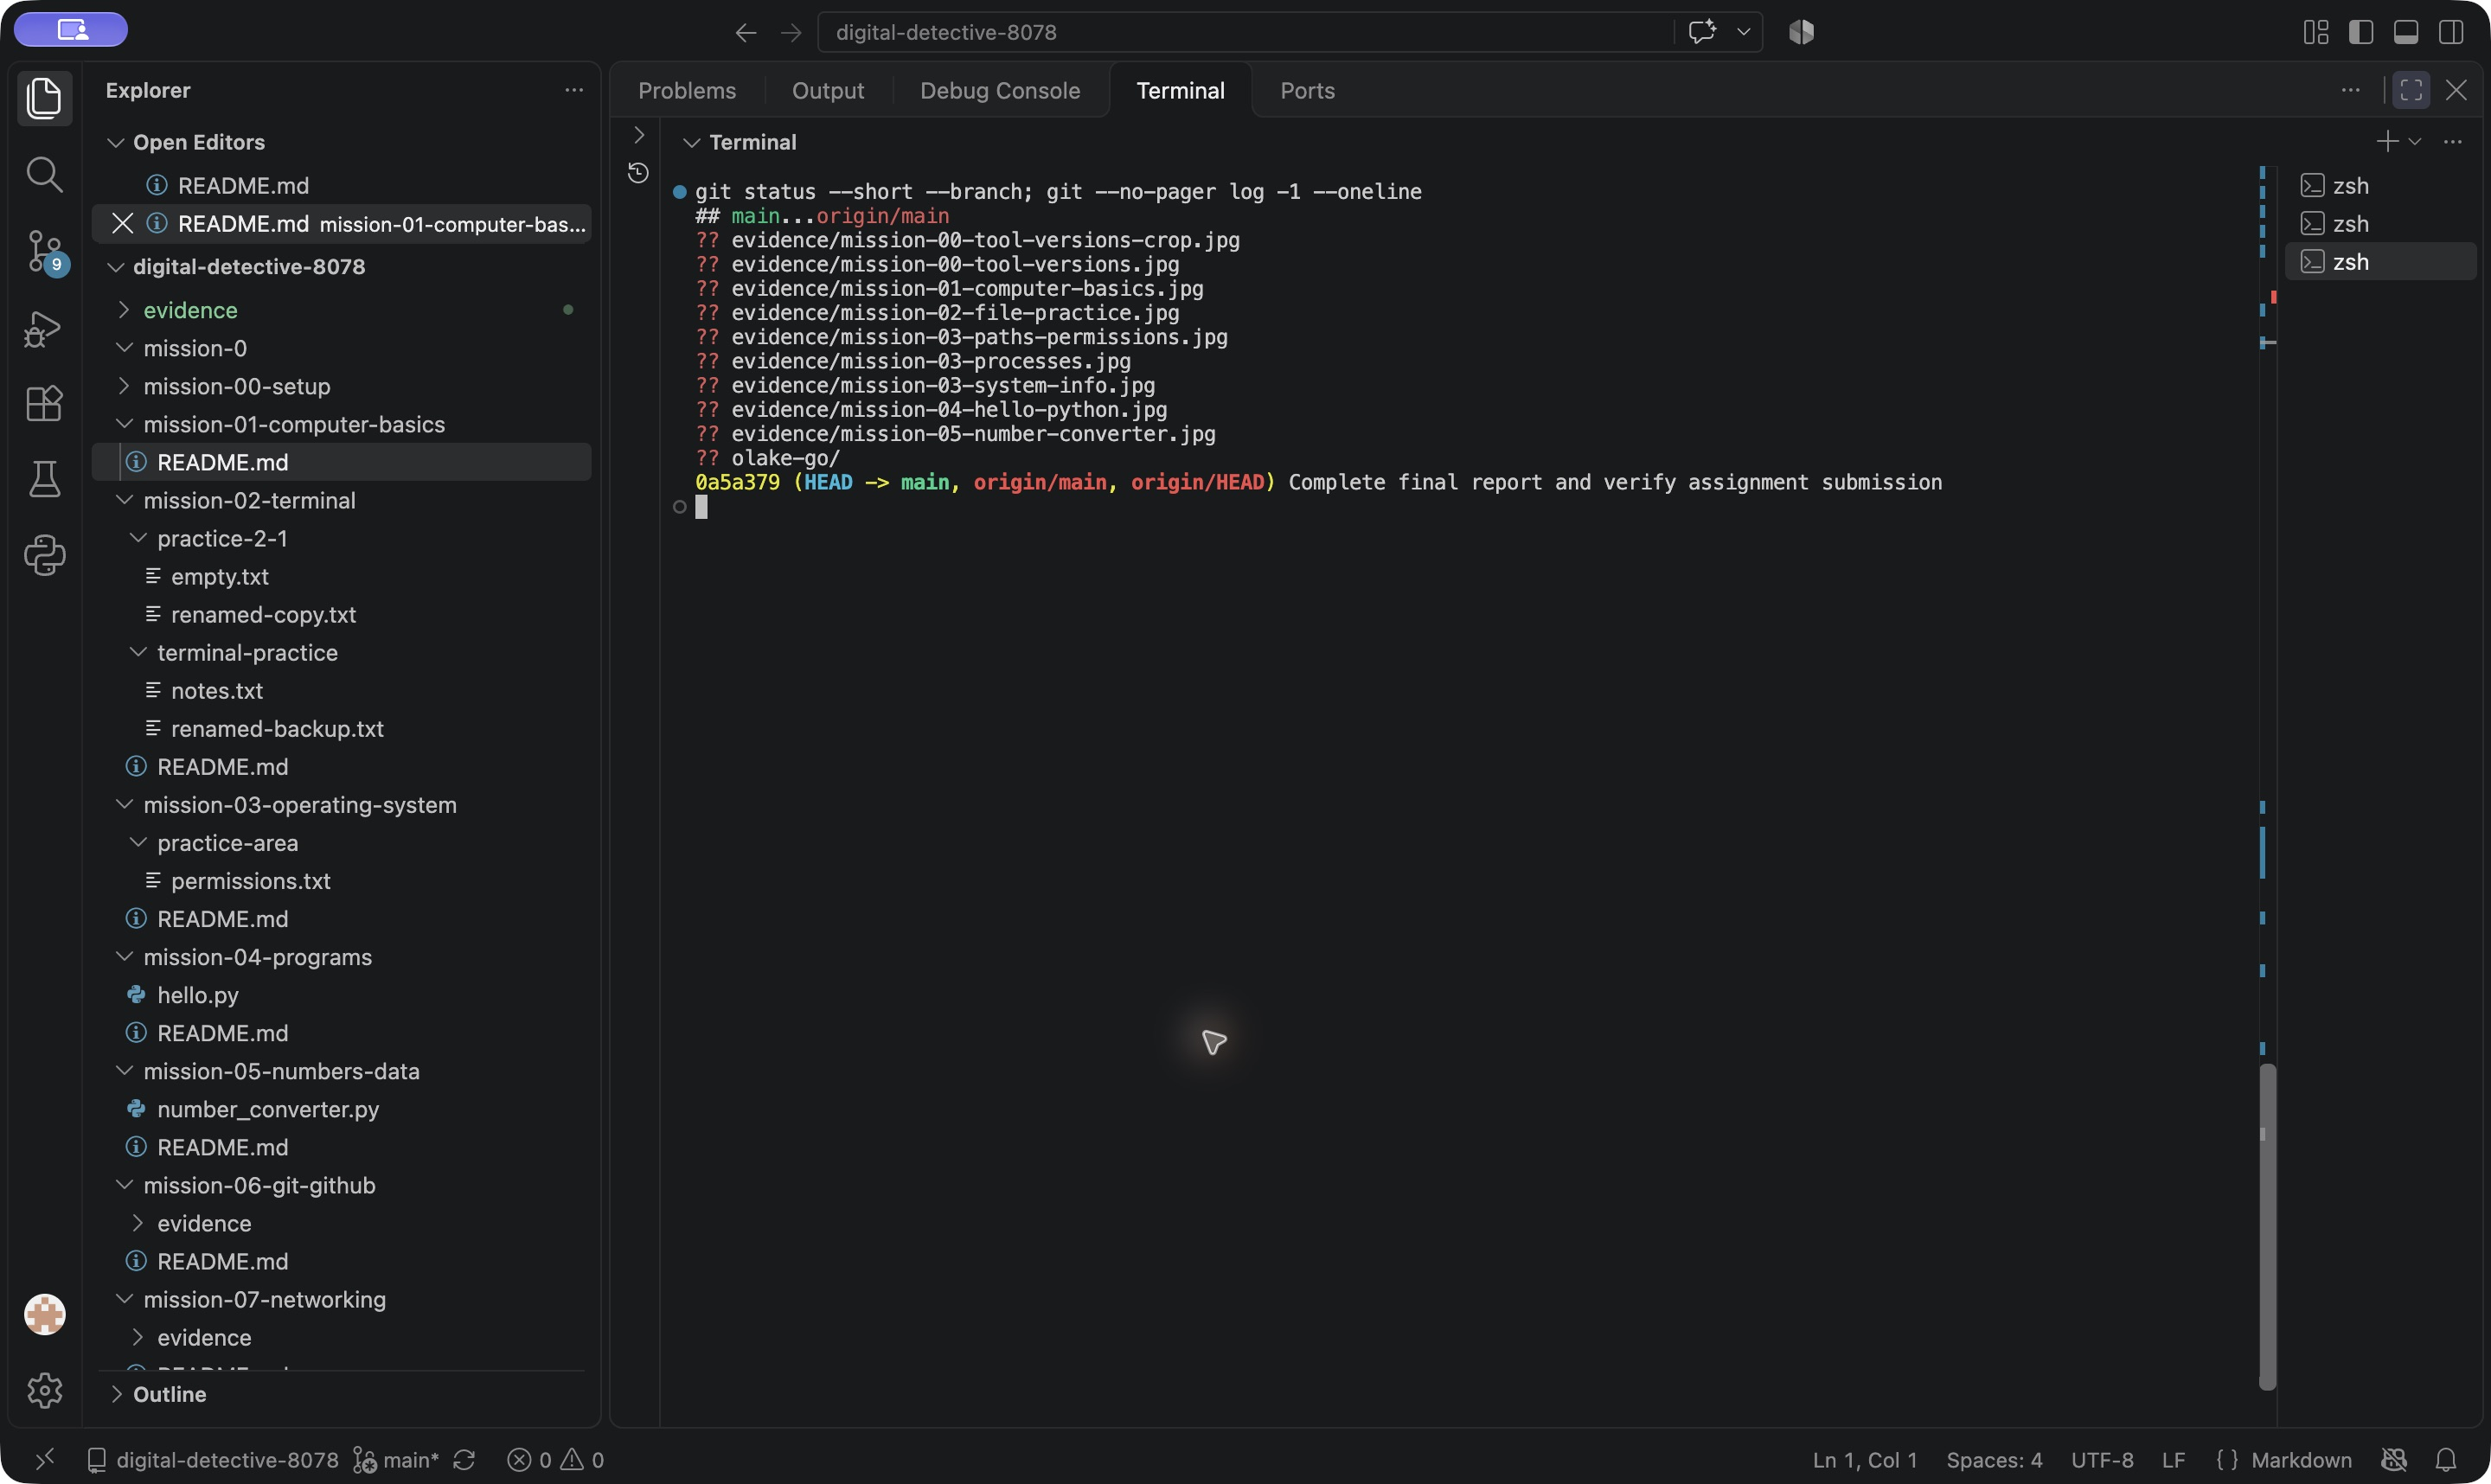 digital-detective-8078
Explorer
Open Editors
README.md
README.md mission-01-computer-bas...
9
digital-detective-8078
evidence
mission-0
mission-00-setup
mission-01-computer-basics
README.md
mission-02-terminal
practice-2-1
empty.txt
renamed-copy.txt
terminal-practice
notes.txt
renamed-backup.txt
README.md
mission-03-operating-system
practice-area
permissions.txt
README.md
mission-04-programs
hello.py
README.md
mission-05-numbers-data
number_converter.py
README.md
mission-06-git-github
evidence
README.md
mission-07-networking
evidence
Outline
Problems Output Debug Console Terminal Ports
Terminal
git status --short --branch; git --no-pager log -1 --oneline
## main...origin/main
?? evidence/mission-00-tool-versions-crop.jpg
?? evidence/mission-00-tool-versions.jpg
?? evidence/mission-01-computer-basics.jpg
?? evidence/mission-02-file-practice.jpg
?? evidence/mission-03-paths-permissions.jpg
?? evidence/mission-03-processes.jpg
?? evidence/mission-03-system-info.jpg
?? evidence/mission-04-hello-python.jpg
?? evidence/mission-05-number-converter.jpg
?? olake-go/
0a5a379 (HEAD -> main, origin/main, origin/HEAD) Complete final report and verify assignment submission
zsh
zsh
zsh
digital-detective-8078 main* 0 0 Ln 1, Col 1 Spaces: 4 UTF-8 LF {} Markdown